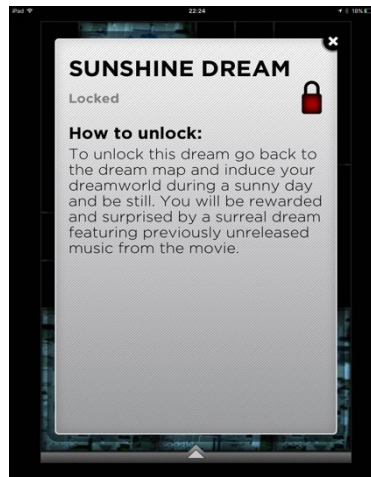 iPad 22:24 18%
SUNSHINE DREAM
Locked
How to unlock:
To unlock this dream go back to
the dream map and induce your
dreamworld during a sunny day
and be still. You will be rewarded
and surprised by a surreal dream
featuring previously unreleased
music from the movie.